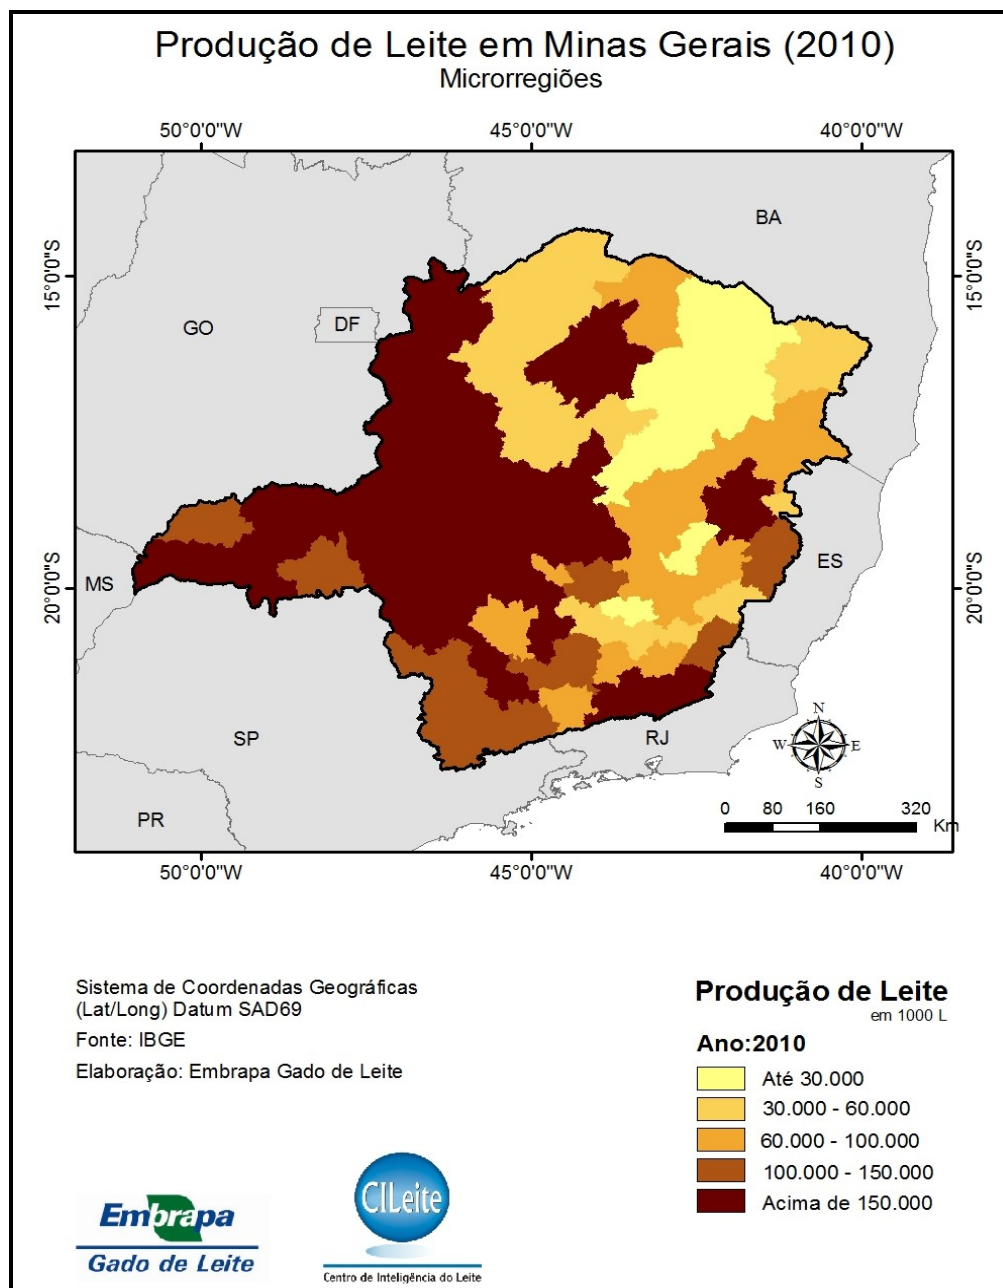 Produção de Leite em Minas Gerais (2010)
Microrregiões
50°0'0"W 45°0'0"W 40°0'0"W
15°0'0"S 15°0'0"S
20°0'0"S 20°0'0"S
BA
GO
DF
MS
ES
SP
RJ
PR
N
W E
S
0 80 160 320
Km
50°0'0"W 45°0'0"W 40°0'0"W
Sistema de Coordenadas Geográficas
(Lat/Long) Datum SAD69
Fonte: IBGE
Elaboração: Embrapa Gado de Leite
Produção de Leite
em 1000 L
Ano:2010
Até 30.000
30.000 - 60.000
60.000 - 100.000
100.000 - 150.000
Acima de 150.000
Embrapa
Gado de Leite
CILeite
Centro de Inteligência do Leite